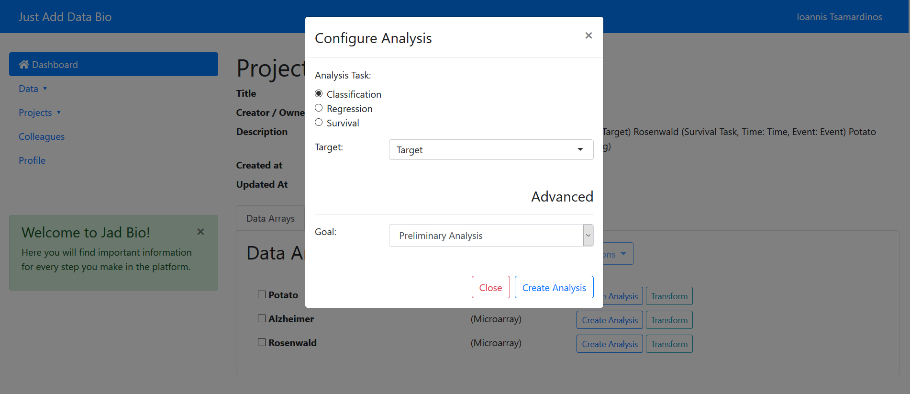 Just Add Data Bio
Ioannis Tsamardinos
Configure Analysis
×
Analysis Task:
Classification
Regression
Survival
Target:
Target
Advanced
Goal:
Preliminary Analysis
Close
Create Analysis
Dashboard
Data
Projects
Colleagues
Profile
Welcome to Jad Bio!
×
Here you will find important information
for every step you make in the platform.
Project
Title
Creator / Owne
Description
Target) Rosenwald (Survival Task, Time: Time, Event: Event) Potato
g)
Created at
Updated At
Data Arrays
Data A
ons
Potato
Analysis
Transform
Alzheimer
(Microarray)
Create Analysis
Transform
Rosenwald
(Microarray)
Create Analysis
Transform